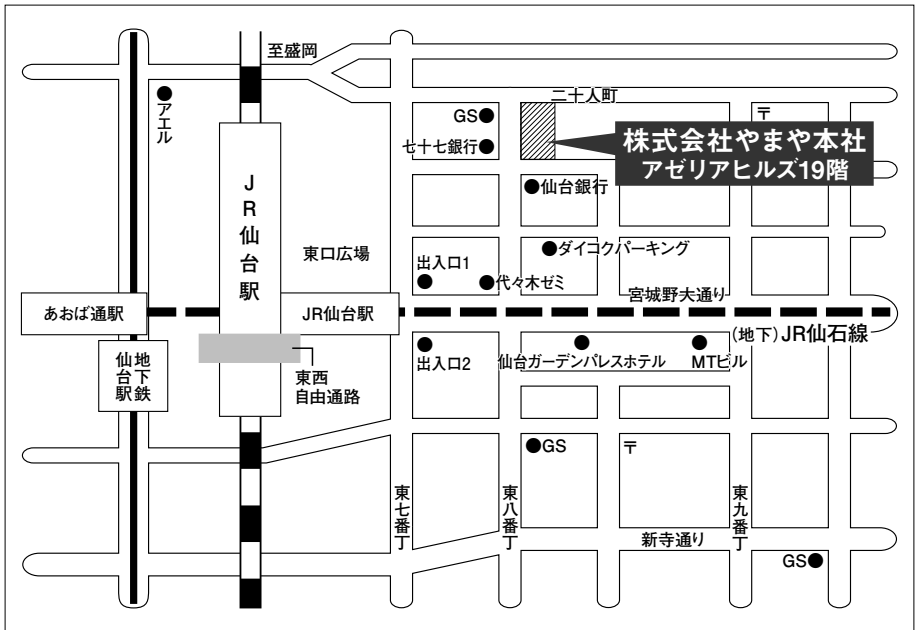 至盛岡
アエル
GS
七十七銀行
二十人町
〒
株式会社やまや本社
アゼリアヒルズ19階
仙台銀行
JR仙台駅
東口広場
出入口1
ダイコクパーキング
代々木ゼミ
宮城野大通り
あおば通駅
JR仙台駅
(地下)JR仙石線
地下鉄
仙台駅
東西
自由通路
出入口2
仙台ガーデンパレスホテル
MTビル
GS
〒
東七番丁
東八番丁
東九番丁
新寺通り
GS